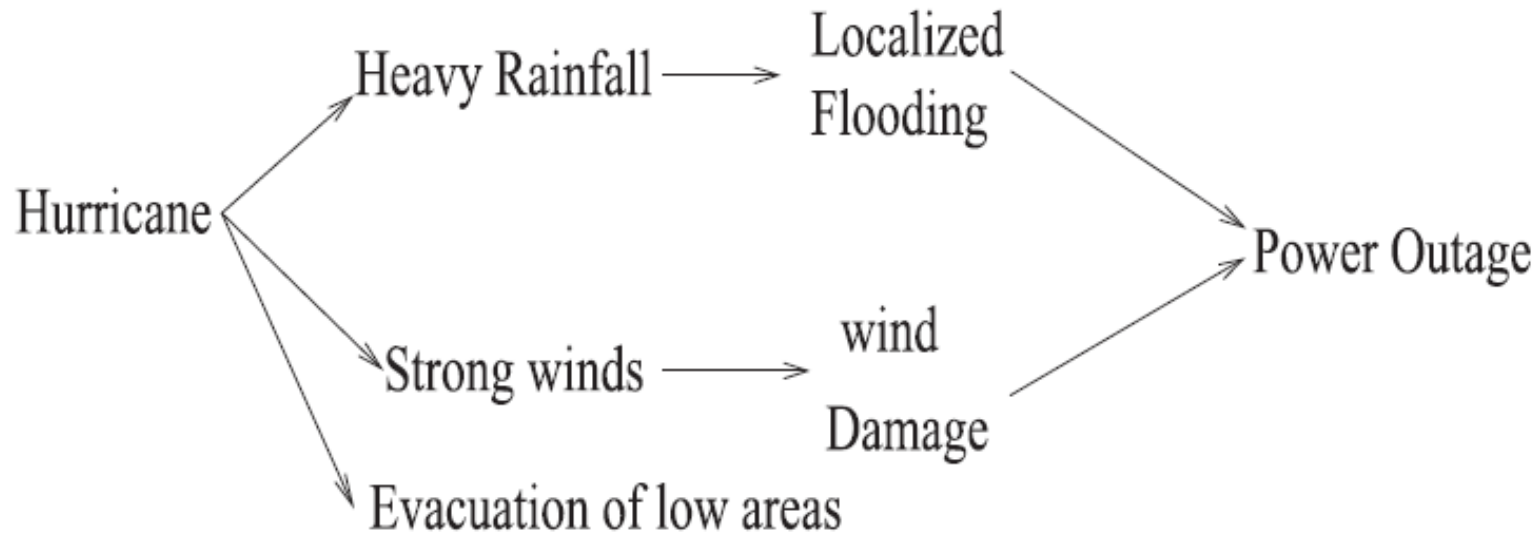 Localized
Heavy Rainfall
Flooding
Hurricane
Power Outage
wind
Strong winds
Damage
Evacuation of low areas